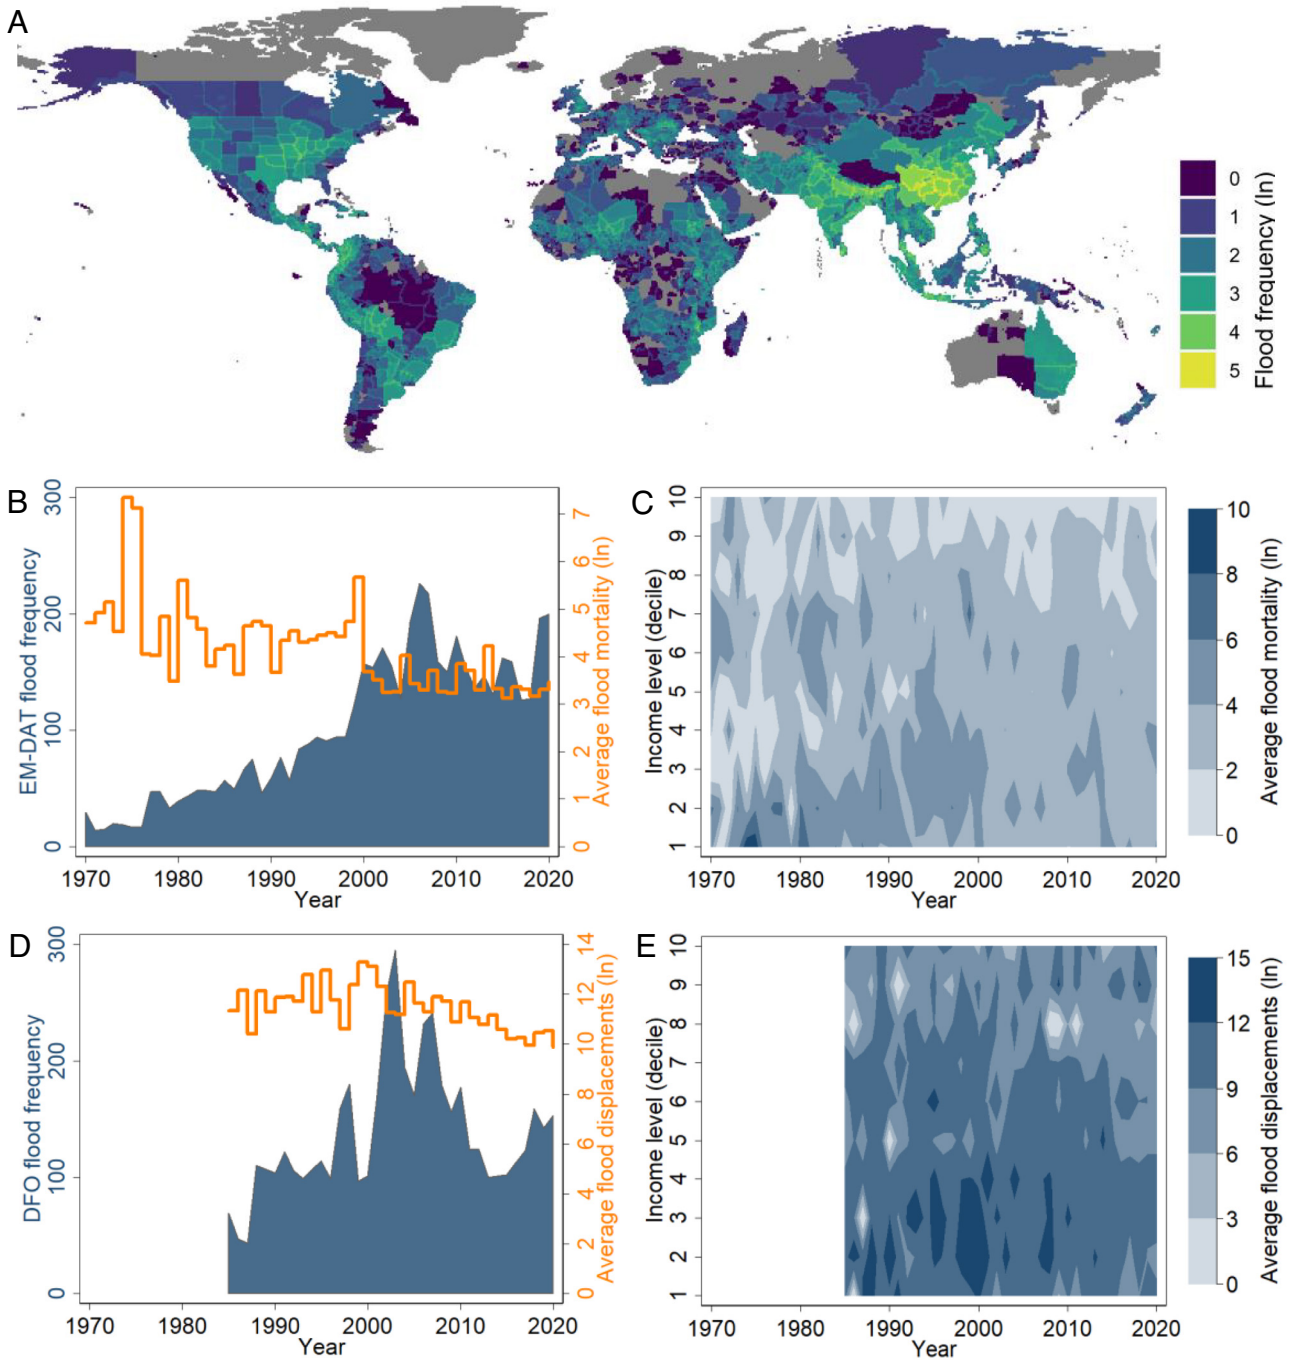 A
0
1
2
3
4
5
Flood frequency (ln)
B
EM-DAT flood frequency
300
200
100
0
7
6
5
4
3
2
1
0
Average flood mortality (ln)
1970 1980 1990 2000 2010 2020
Year
C
Income level (decile)
10
9
8
7
6
5
4
3
2
1
1970 1980 1990 2000 2010 2020
Year
10
8
6
4
2
0
Average flood mortality (ln)
D
DFO flood frequency
300
200
100
0
14
12
10
8
6
4
2
0
Average flood displacements (ln)
1970 1980 1990 2000 2010 2020
Year
E
Income level (decile)
10
9
8
7
6
5
4
3
2
1
1970 1980 1990 2000 2010 2020
Year
15
12
9
6
3
0
Average flood displacements (ln)